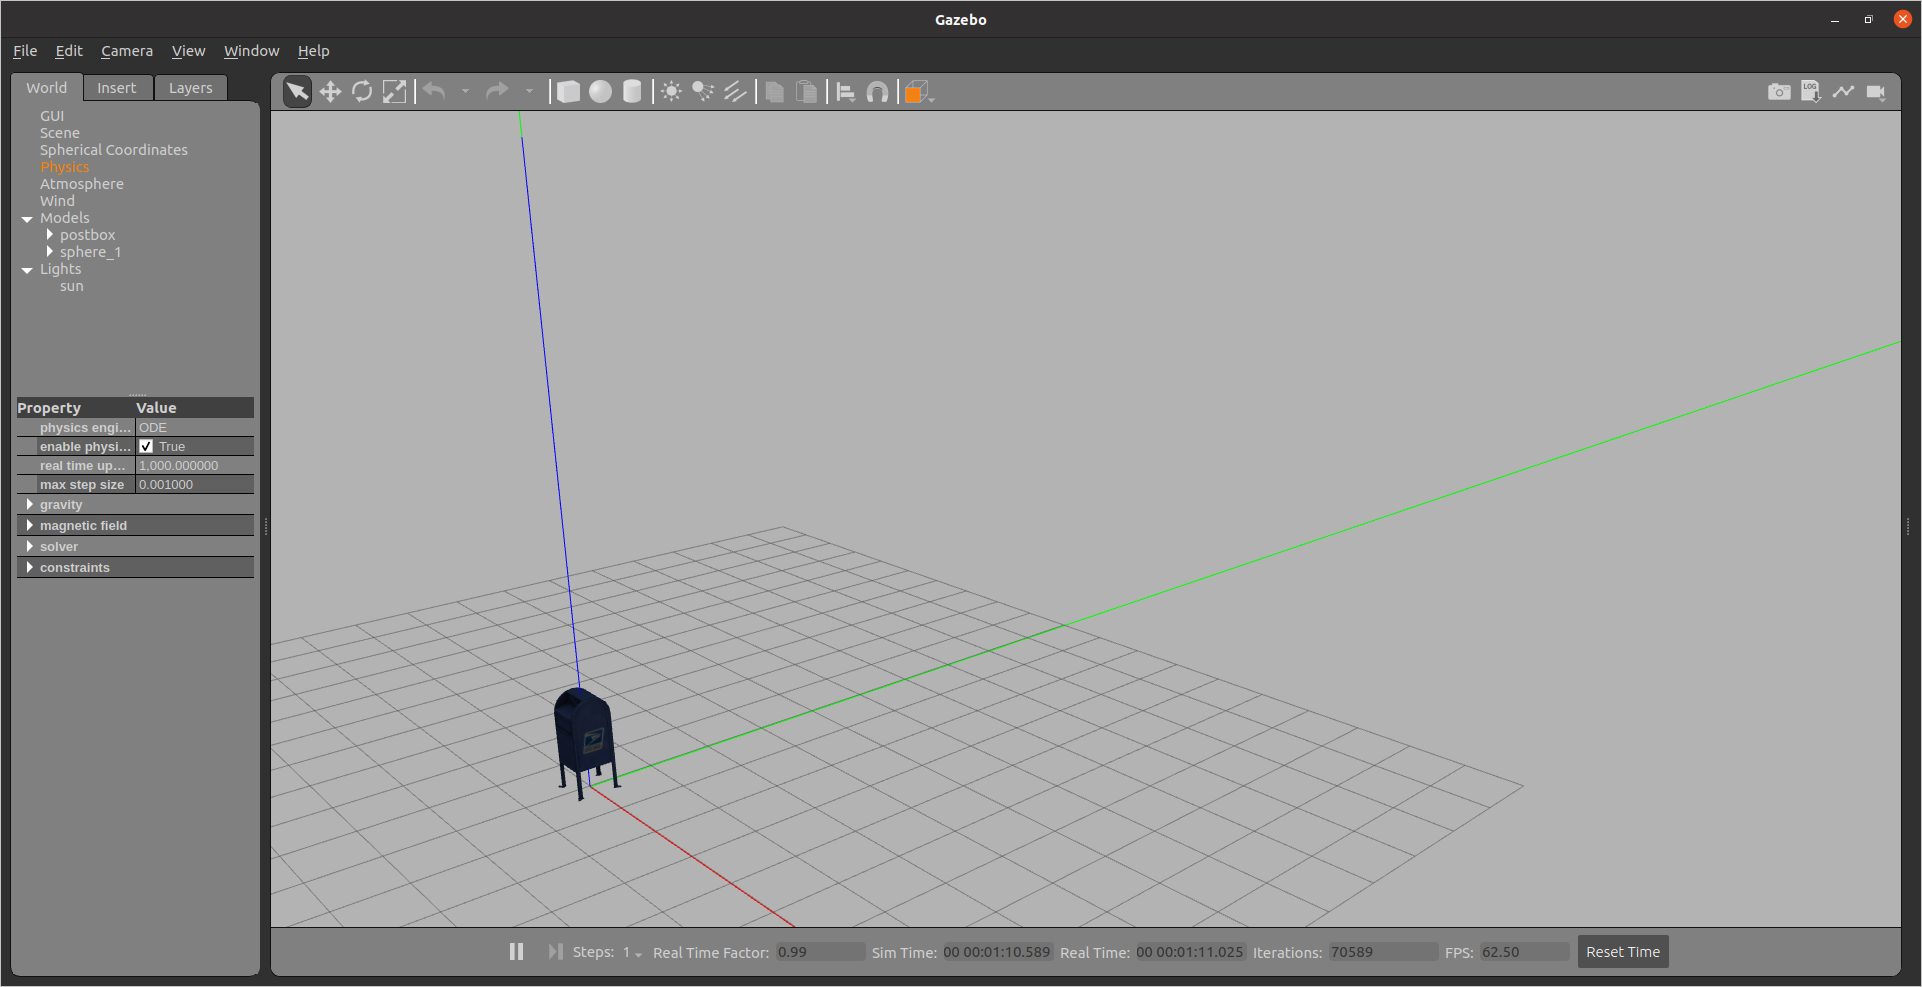 Gazebo
File Edit Camera View Window Help
World Insert Layers
GUI
Scene
Spherical Coordinates
Physics
Atmosphere
Wind
Models
postbox
sphere_1
Lights
sun
LOG
Property Value
physics engi... ODE
enable physi... True
real time up... 1,000.000000
max step size 0.001000
gravity
magnetic field
solver
constraints
Steps: 1 Real Time Factor: 0.99 Sim Time: 00 00:01:10.589 Real Time: 00 00:01:11.025 Iterations: 70589 FPS: 62.50 Reset Time